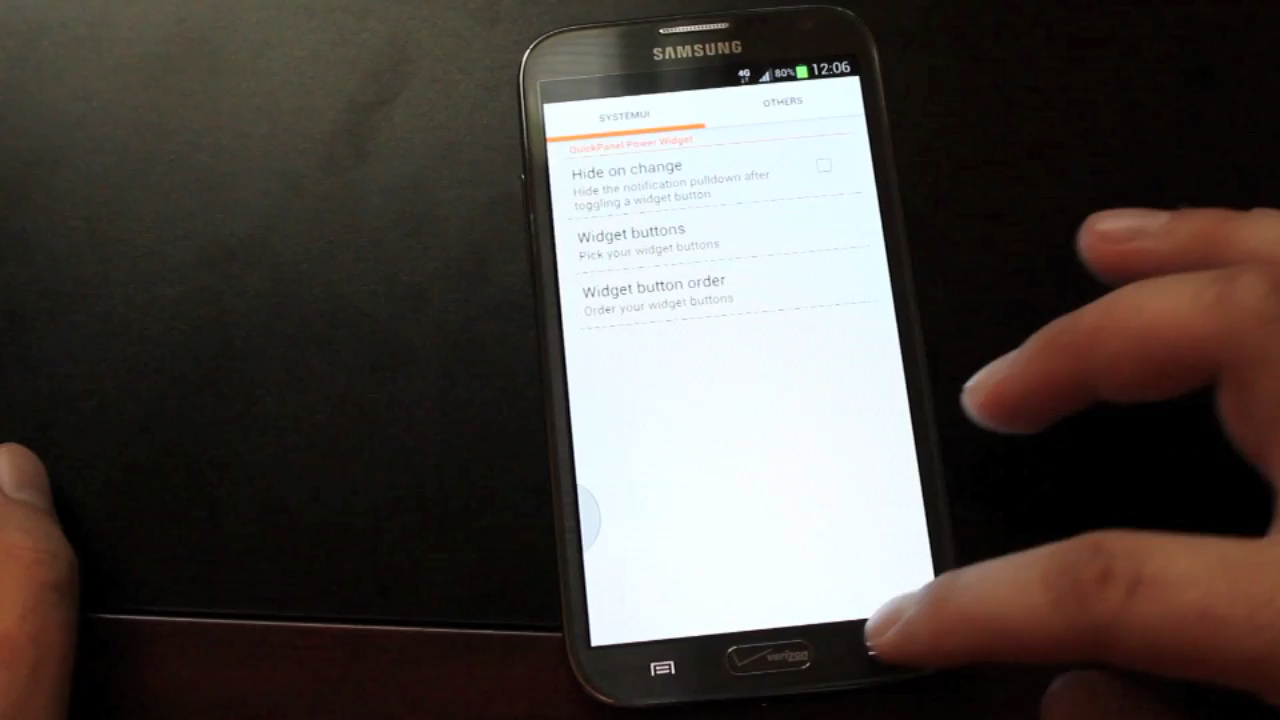 SAMSUNG
4G 80% 12:06
SYSTEMUI OTHERS
QuickPanel Power Widget
Hide on change
Hide the notification pulldown after
toggling a widget button
Widget buttons
Pick your widget buttons
Widget button order
Order your widget buttons
verizon